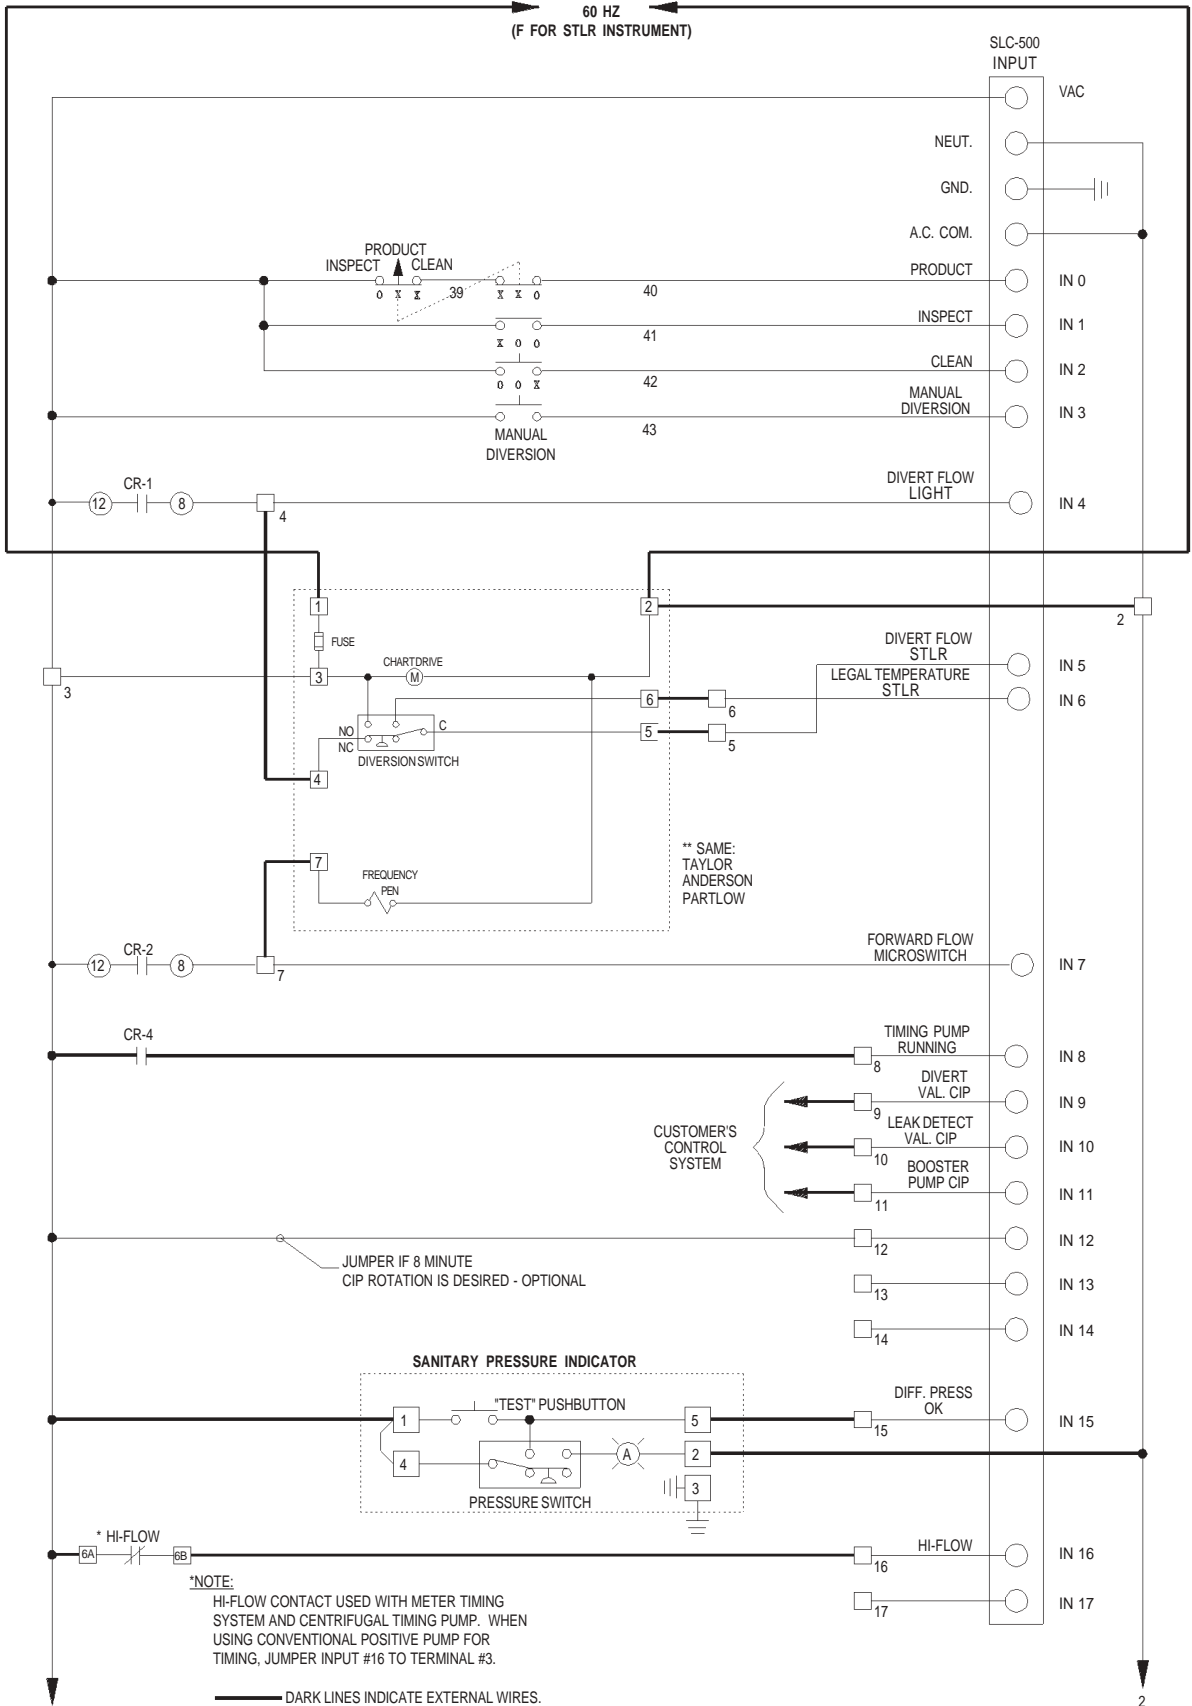 60 HZ
(F FOR STLR INSTRUMENT)
SLC-500
INPUT
VAC
NEUT.
GND.
A.C. COM.
PRODUCT
INSPECT CLEAN
O X X
39
X X O
40
PRODUCT
IN 0
41
INSPECT
IN 1
X O O
42
CLEAN
IN 2
O O X
43
MANUAL
DIVERSION
IN 3
MANUAL
DIVERSION
CR-1
12
8
4
DIVERT FLOW
LIGHT
IN 4
1
2
2
FUSE
3
3
CHART DRIVE
M
DIVERT FLOW
STLR
IN 5
LEGAL TEMPERATURE
STLR
IN 6
6
6
5
5
NO
NC
C
DIVERSION SWITCH
4
7
FREQUENCY
PEN
** SAME:
TAYLOR
ANDERSON
PARTLOW
CR-2
12
8
7
FORWARD FLOW
MICROSWITCH
IN 7
CR-4
8
TIMING PUMP
RUNNING
IN 8
CUSTOMER'S
CONTROL
SYSTEM
9
DIVERT
VAL. CIP
IN 9
10
LEAK DETECT
VAL. CIP
IN 10
11
BOOSTER
PUMP CIP
IN 11
12
IN 12
JUMPER IF 8 MINUTE
CIP ROTATION IS DESIRED - OPTIONAL
13
IN 13
14
IN 14
SANITARY PRESSURE INDICATOR
1
"TEST" PUSHBUTTON
5
15
DIFF. PRESS
OK
IN 15
4
A
2
3
PRESSURE SWITCH
* HI-FLOW
6A
6B
16
HI-FLOW
IN 16
17
IN 17
*NOTE:
HI-FLOW CONTACT USED WITH METER TIMING
SYSTEM AND CENTRIFUGAL TIMING PUMP. WHEN
USING CONVENTIONAL POSITIVE PUMP FOR
TIMING, JUMPER INPUT #16 TO TERMINAL #3.
DARK LINES INDICATE EXTERNAL WIRES.
2